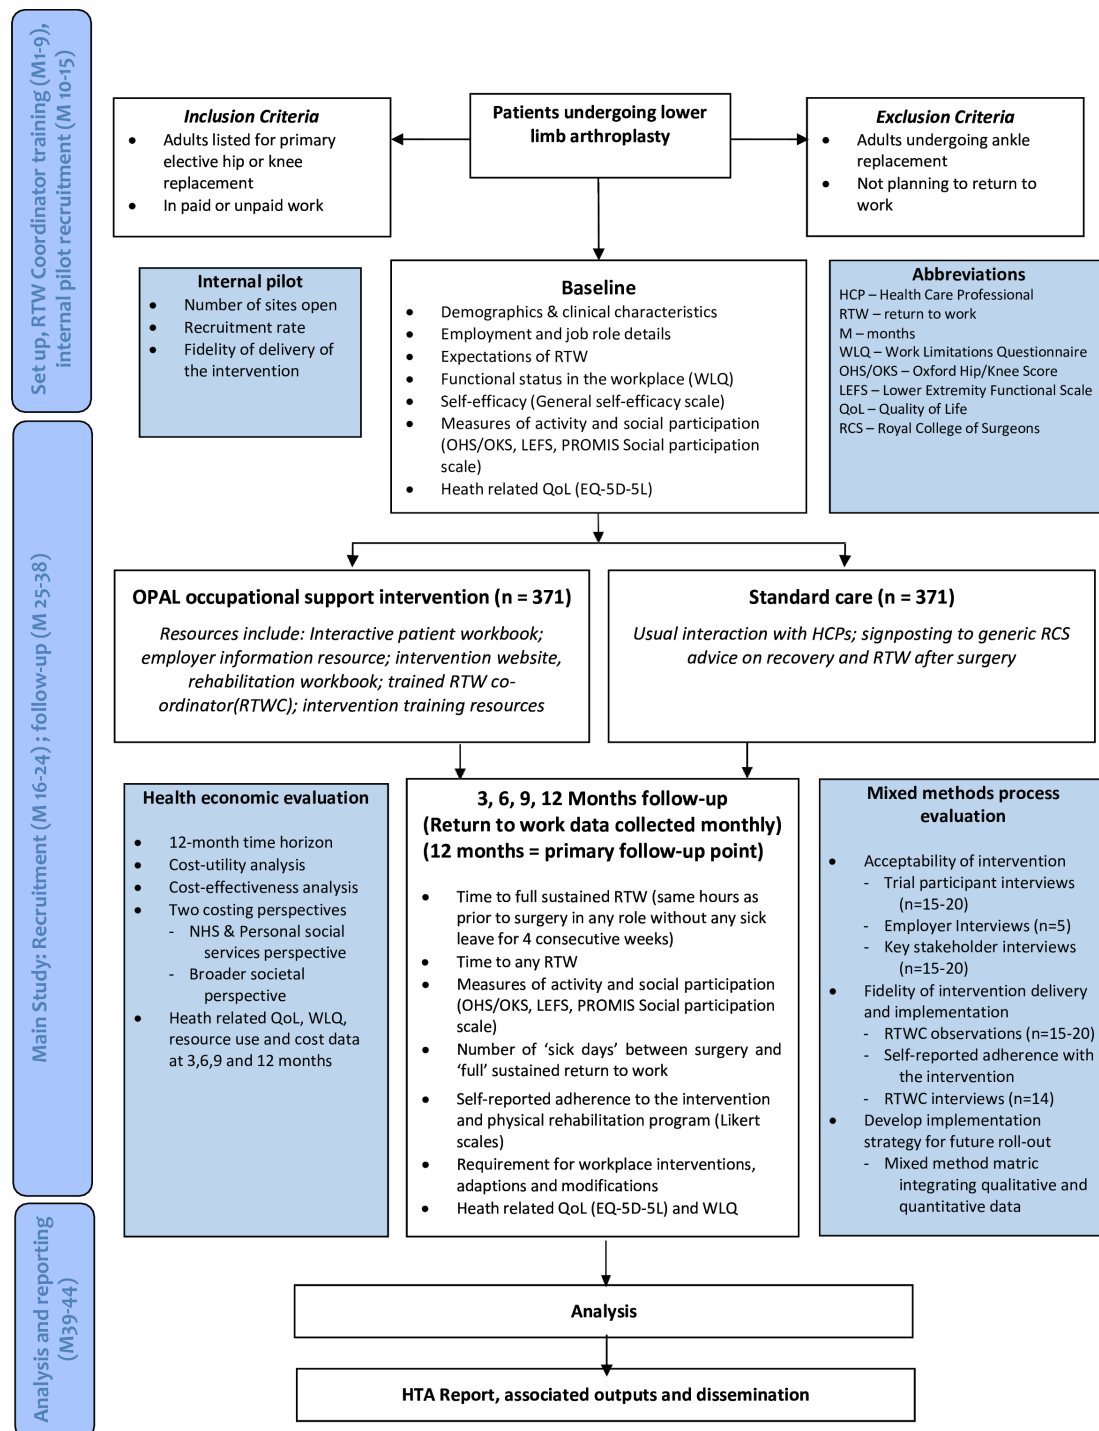 Set up, RTW Coordinator training (M1-9),
internal pilot recruitment (M 10-15)
Patients undergoing lower
limb arthroplasty
Inclusion Criteria
• Adults listed for primary
elective hip or knee
replacement
• In paid or unpaid work
Exclusion Criteria
• Adults undergoing ankle
replacement
• Not planning to return to
work
Internal pilot
• Number of sites open
• Recruitment rate
• Fidelity of delivery of
the intervention
Baseline
• Demographics & clinical characteristics
• Employment and job role details
• Expectations of RTW
• Functional status in the workplace (WLQ)
• Self-efficacy (General self-efficacy scale)
• Measures of activity and social participation
(OHS/OKS, LEFS, PROMIS Social participation
scale)
• Heath related QoL (EQ-5D-5L)
Abbreviations
HCP – Health Care Professional
RTW – return to work
M – months
WLQ – Work Limitations Questionnaire
OHS/OKS – Oxford Hip/Knee Score
LEFS – Lower Extremity Functional Scale
QoL – Quality of Life
RCS – Royal College of Surgeons
Main Study: Recruitment (M 16-24) ; follow-up (M 25-38)
OPAL occupational support intervention (n = 371)
Resources include: Interactive patient workbook;
employer information resource; intervention website,
rehabilitation workbook; trained RTW co-
ordinator(RTWC); intervention training resources
Standard care (n = 371)
Usual interaction with HCPs; signposting to generic RCS
advice on recovery and RTW after surgery
Health economic evaluation
• 12-month time horizon
• Cost-utility analysis
• Cost-effectiveness analysis
• Two costing perspectives
- NHS & Personal social
services perspective
- Broader societal
perspective
• Heath related QoL, WLQ,
resource use and cost data
at 3,6,9 and 12 months
3, 6, 9, 12 Months follow-up
(Return to work data collected monthly)
(12 months = primary follow-up point)
• Time to full sustained RTW (same hours as
prior to surgery in any role without any sick
leave for 4 consecutive weeks)
• Time to any RTW
• Measures of activity and social participation
(OHS/OKS, LEFS, PROMIS Social participation
scale)
• Number of ‘sick days’ between surgery and
‘full’ sustained return to work
• Self-reported adherence to the intervention
and physical rehabilitation program (Likert
scales)
• Requirement for workplace interventions,
adaptions and modifications
• Heath related QoL (EQ-5D-5L) and WLQ
Mixed methods process
evaluation
• Acceptability of intervention
- Trial participant interviews
(n=15-20)
- Employer Interviews (n=5)
- Key stakeholder interviews
(n=15-20)
• Fidelity of intervention delivery
and implementation
- RTWC observations (n=15-20)
- Self-reported adherence with
the intervention
- RTWC interviews (n=14)
• Develop implementation
strategy for future roll-out
- Mixed method matric
integrating qualitative and
quantitative data
Analysis and reporting
(M39-44)
Analysis
HTA Report, associated outputs and dissemination